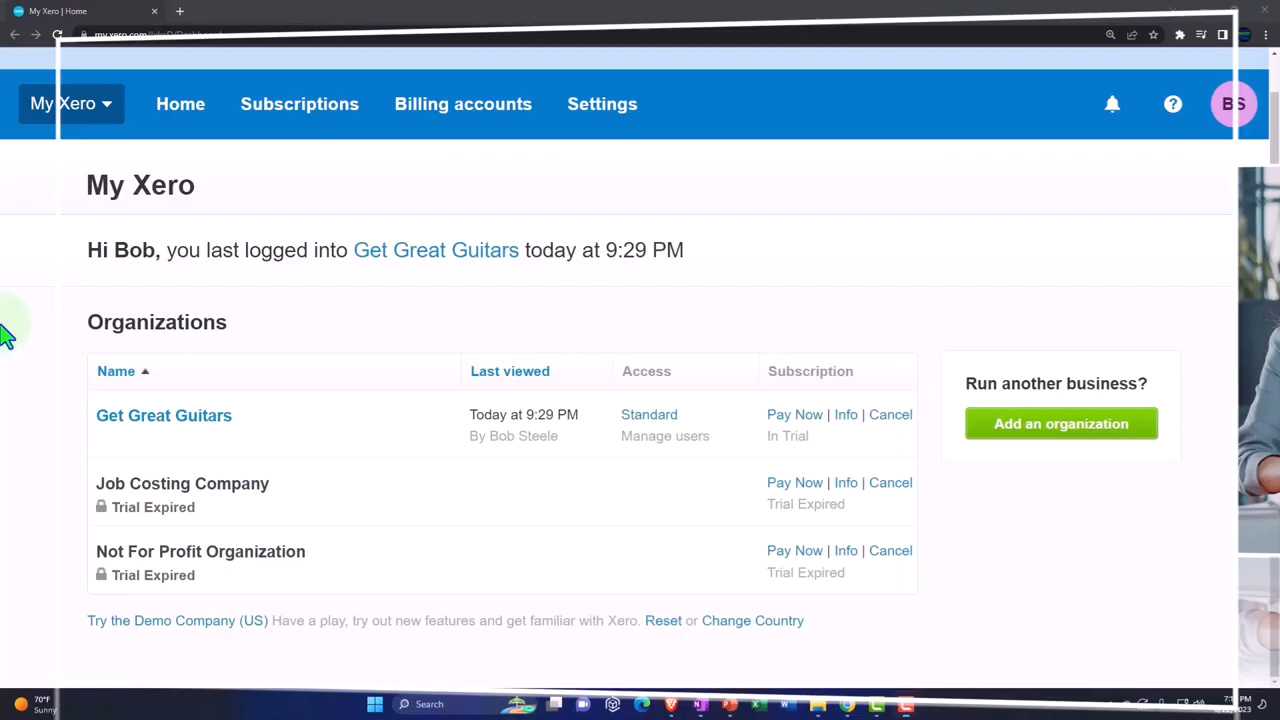 My Xero | Home
My Xero
Home
Subscriptions
Billing accounts
Settings
BS
My Xero
Hi Bob, you last logged into Get Great Guitars today at 9:29 PM
Organizations
Name
Last viewed
Access
Subscription
Get Great Guitars
Today at 9:29 PM
Standard
Pay Now | Info | Cancel
By Bob Steele
Manage users
In Trial
Job Costing Company
Pay Now | Info | Cancel
Trial Expired
Trial Expired
Not For Profit Organization
Pay Now | Info | Cancel
Trial Expired
Trial Expired
Run another business?
Add an organization
Try the Demo Company (US) Have a play, try out new features and get familiar with Xero. Reset or Change Country
70°F
Sunny
Search